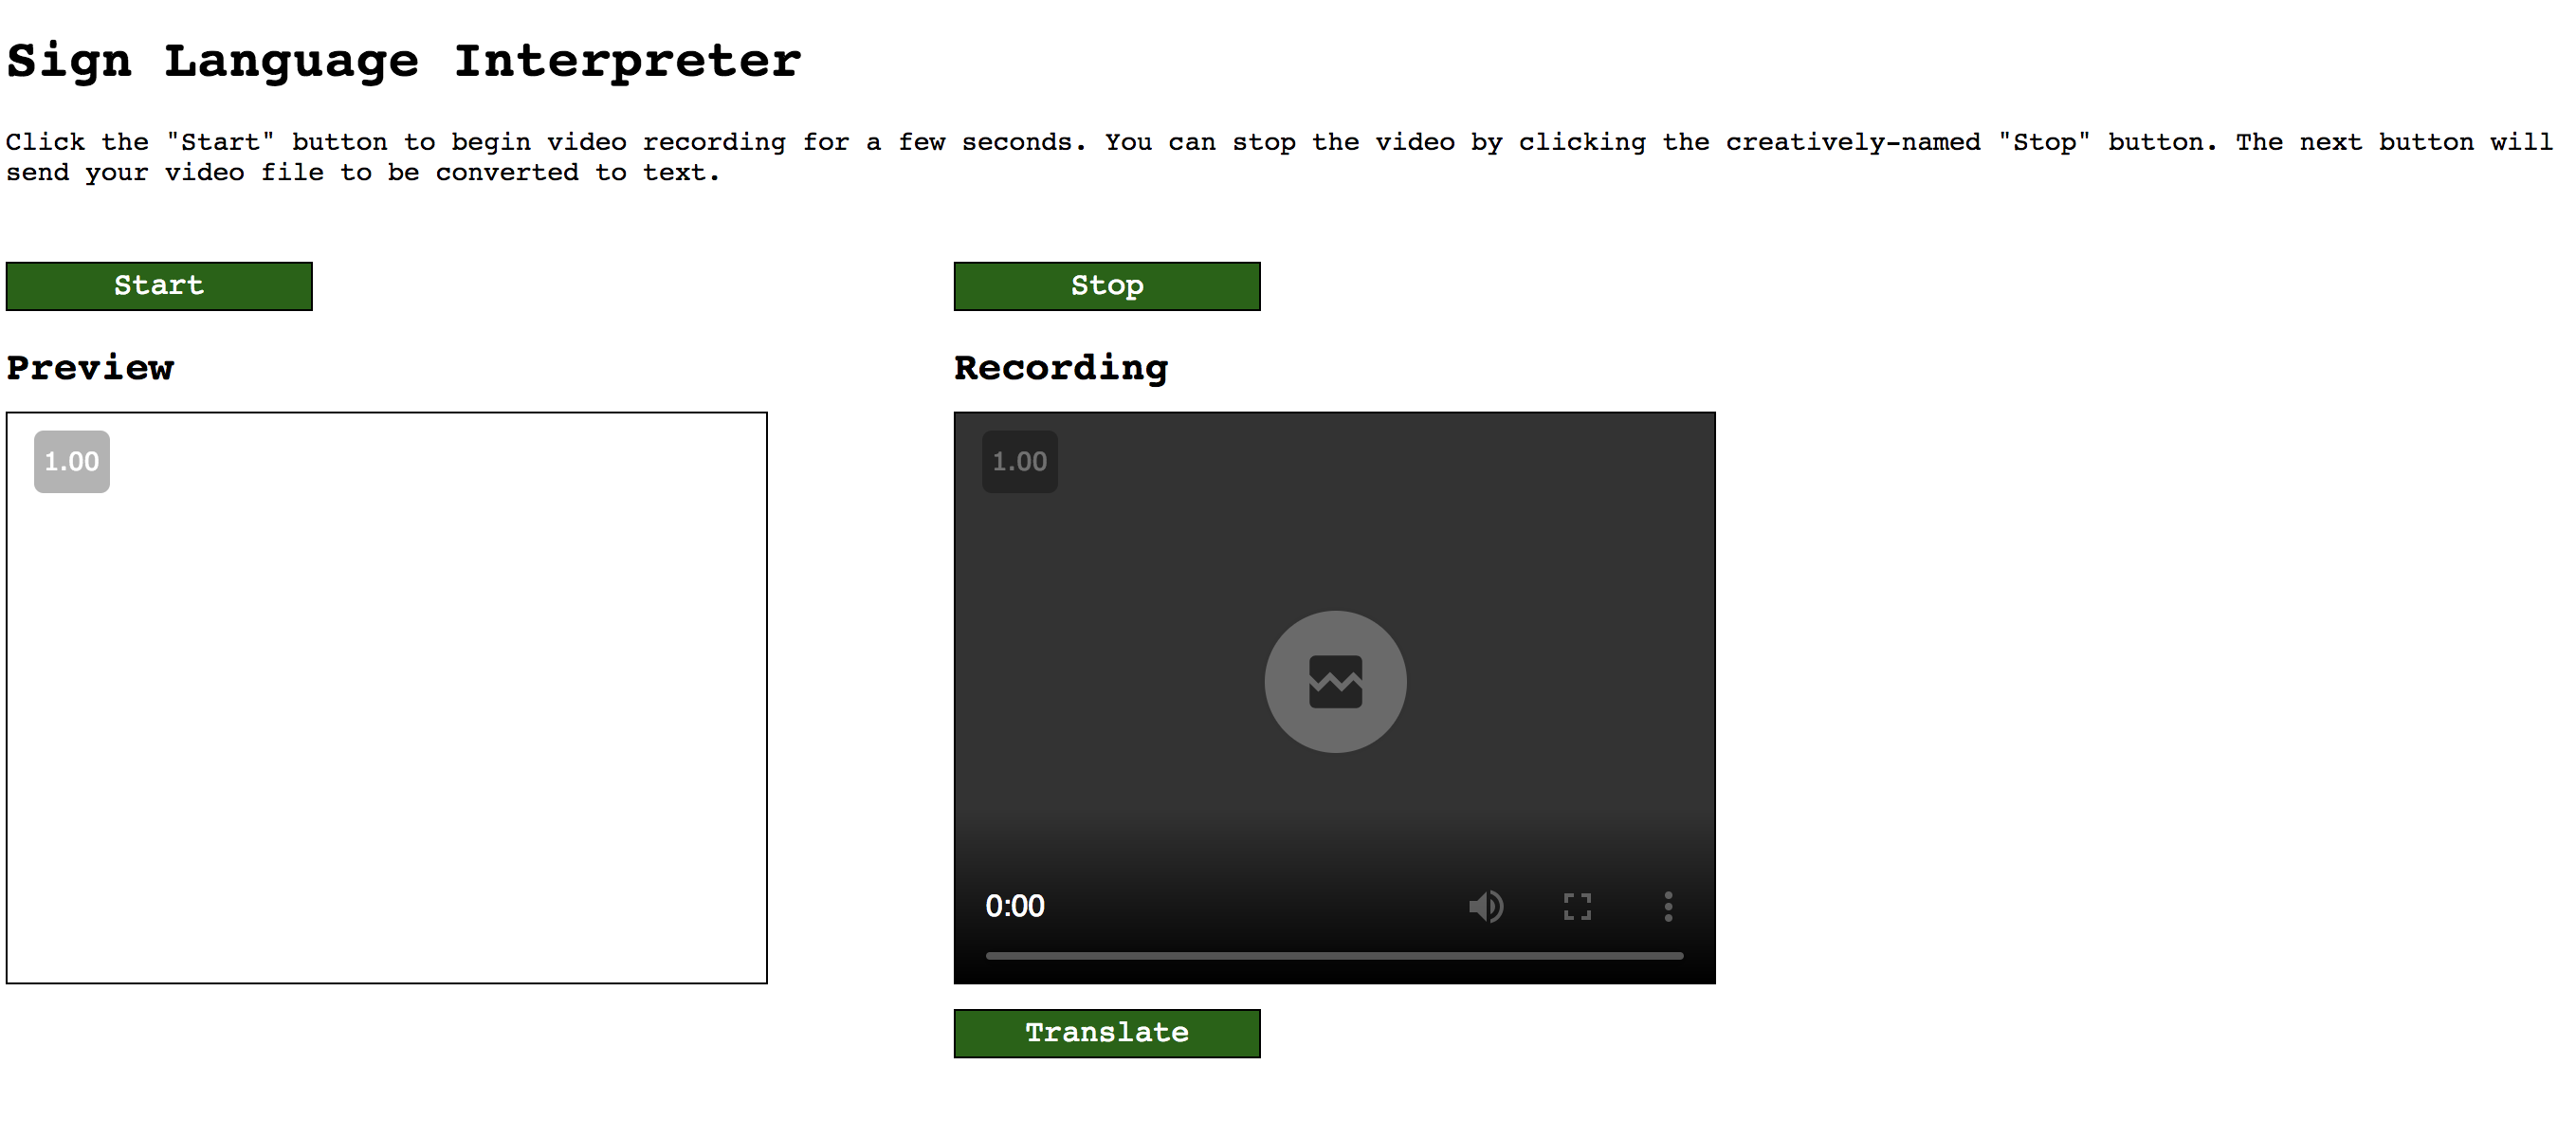 Sign Language Interpreter
Click the "Start" button to begin video recording for a few seconds. You can stop the video by clicking the creatively-named "Stop" button. The next button will
send your video file to be converted to text.
Start
Stop
Preview
Recording
1.00
1.00
0:00
Translate